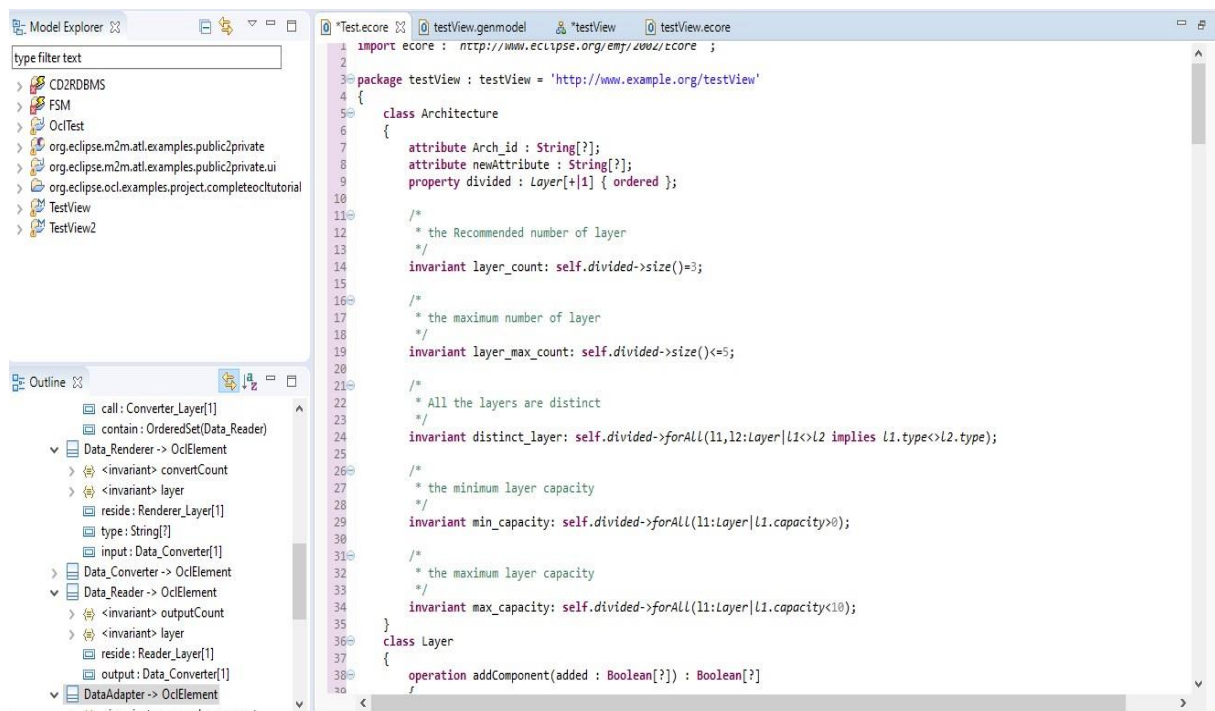 Model Explorer
type filter text
CD2RDBMS
FSM
OclTest
org.eclipse.m2m.atl.examples.public2private
org.eclipse.m2m.atl.examples.public2private.ui
org.eclipse.ocl.examples.project.completeocltutorial
TestView
TestView2
Outline
call : Converter_Layer[1]
contain : OrderedSet(Data_Reader)
Data_Renderer -> OclElement
<invariant> convertCount
<invariant> layer
reside : Renderer_Layer[1]
type : String[?]
input : Data_Converter[1]
Data_Converter -> OclElement
Data_Reader -> OclElement
<invariant> outputCount
<invariant> layer
reside : Reader_Layer[1]
output : Data_Converter[1]
DataAdapter -> OclElement
*Test.ecore testView.genmodel *testView testView.ecore
1 import ecore : 'http://www.eclipse.org/emf/2002/Ecore' ;
2
3 package testView : testView = 'http://www.example.org/testView'
4 {
5 class Architecture
6 {
7 attribute Arch_id : String[?];
8 attribute newAttribute : String[?];
9 property divided : Layer[+|1] { ordered };
10
11 /*
12 * the Recommended number of layer
13 */
14 invariant layer_count: self.divided->size()=3;
15
16 /*
17 * the maximum number of layer
18 */
19 invariant layer_max_count: self.divided->size()<=5;
20
21 /*
22 * All the layers are distinct
23 */
24 invariant distinct_layer: self.divided->forAll(l1,l2:Layer|l1<>l2 implies l1.type<>l2.type);
25
26 /*
27 * the minimum layer capacity
28 */
29 invariant min_capacity: self.divided->forAll(l1:Layer|l1.capacity>0);
30
31 /*
32 * the maximum layer capacity
33 */
34 invariant max_capacity: self.divided->forAll(l1:Layer|l1.capacity<10);
35 }
36 class Layer
37 {
38 operation addComponent(added : Boolean[?]) : Boolean[?]
39 {